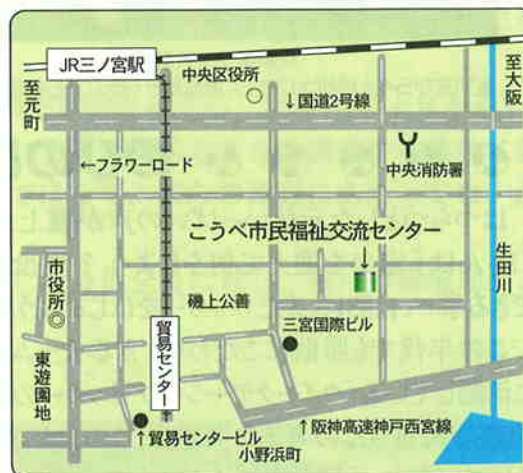 JR三ノ宮駅
中央区役所
至元町
至大阪
↓国道2号線
←フラワーロード
中央消防署
こうべ市民福祉交流センター
↓
生田川
市役所
磯上公善
三宮国際ビル
貿易センター
東遊園地
↑貿易センタービル
↑阪神高速神戸西宮線
小野浜町